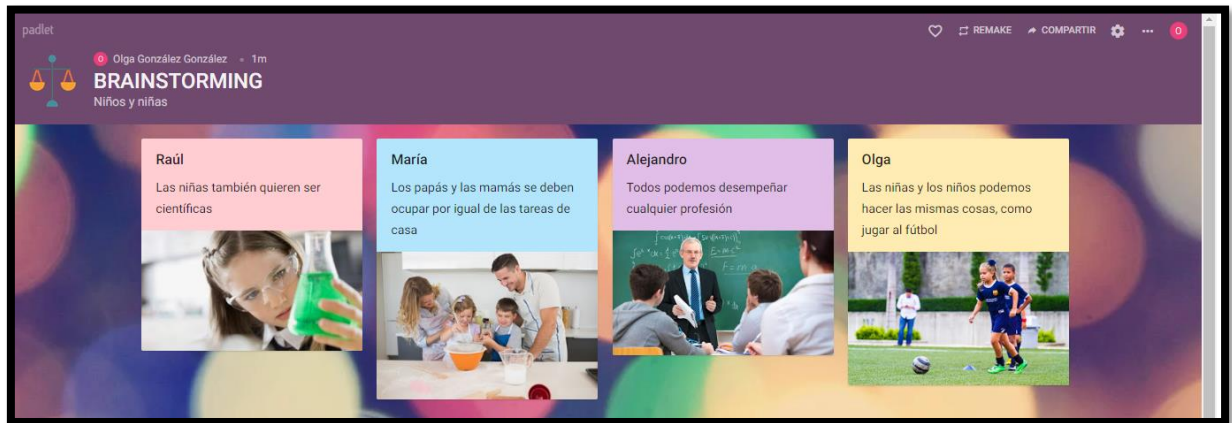 padlet
REMAKE COMPARTIR O
O Olga González González • 1m
BRAINSTORMING
Niños y niñas
Raúl
Las niñas también quieren ser
científicas
María
Los papás y las mamás se deben
ocupar por igual de las tareas de
casa
Alejandro
Todos podemos desempeñar
cualquier profesión
Olga
Las niñas y los niños podemos
hacer las mismas cosas, como
jugar al fútbol